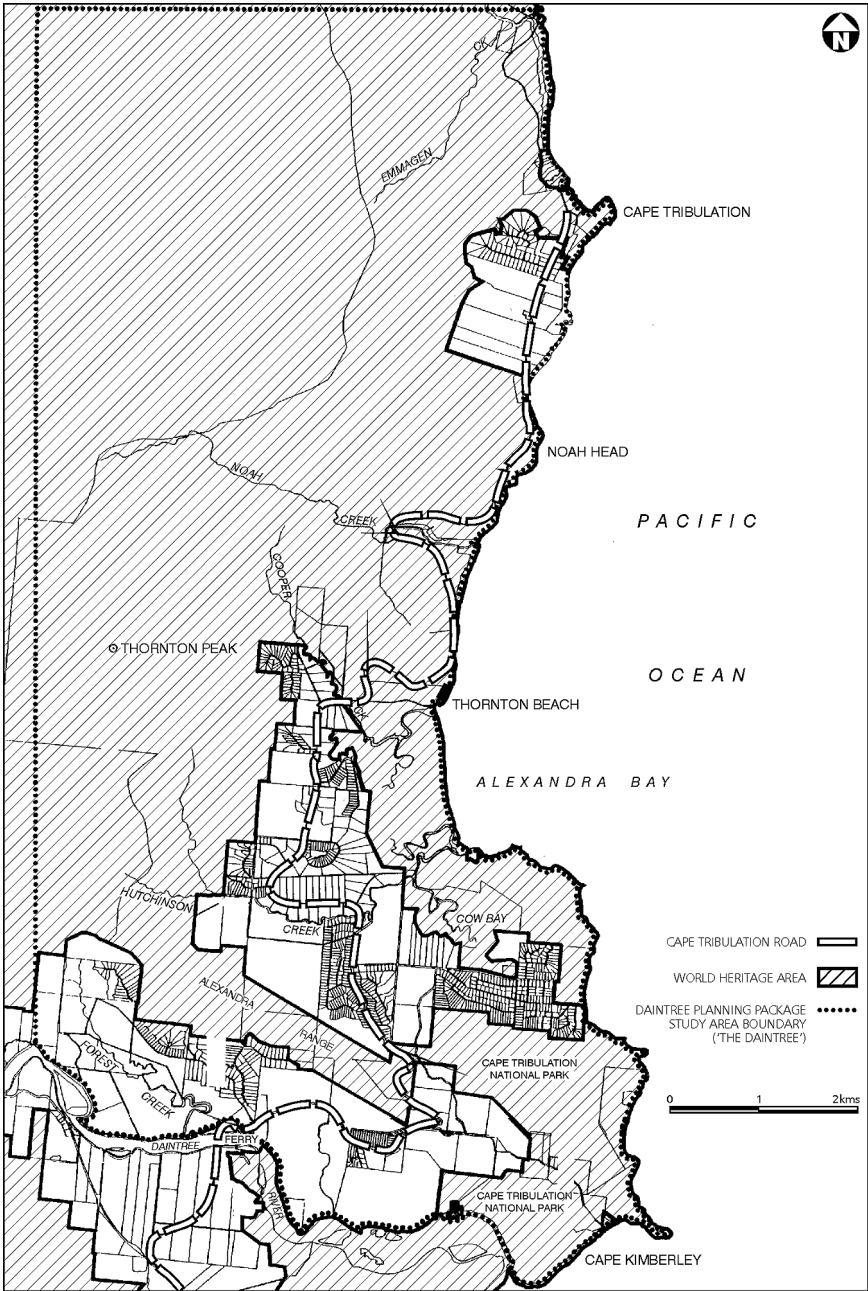 N
CK
EMMAGEN
CAPE TRIBULATION
NOAH HEAD
NOAH
CREEK
PACIFIC
COOPER
THORNTON PEAK
OCEAN
CK
THORNTON BEACH
ALEXANDRA BAY
HUTCHINSON
CREEK
COW BAY
CAPE TRIBULATION ROAD
WORLD HERITAGE AREA
DAINTREE PLANNING PACKAGE
STUDY AREA BOUNDARY
('THE DAINTREE')
ALEXANDRA
RANGE
FOREST
CREEK
CAPE TRIBULATION
NATIONAL PARK
0 1 2kms
DAINTREE
FERRY
RIVER
CAPE TRIBULATION
NATIONAL PARK
CAPE KIMBERLEY